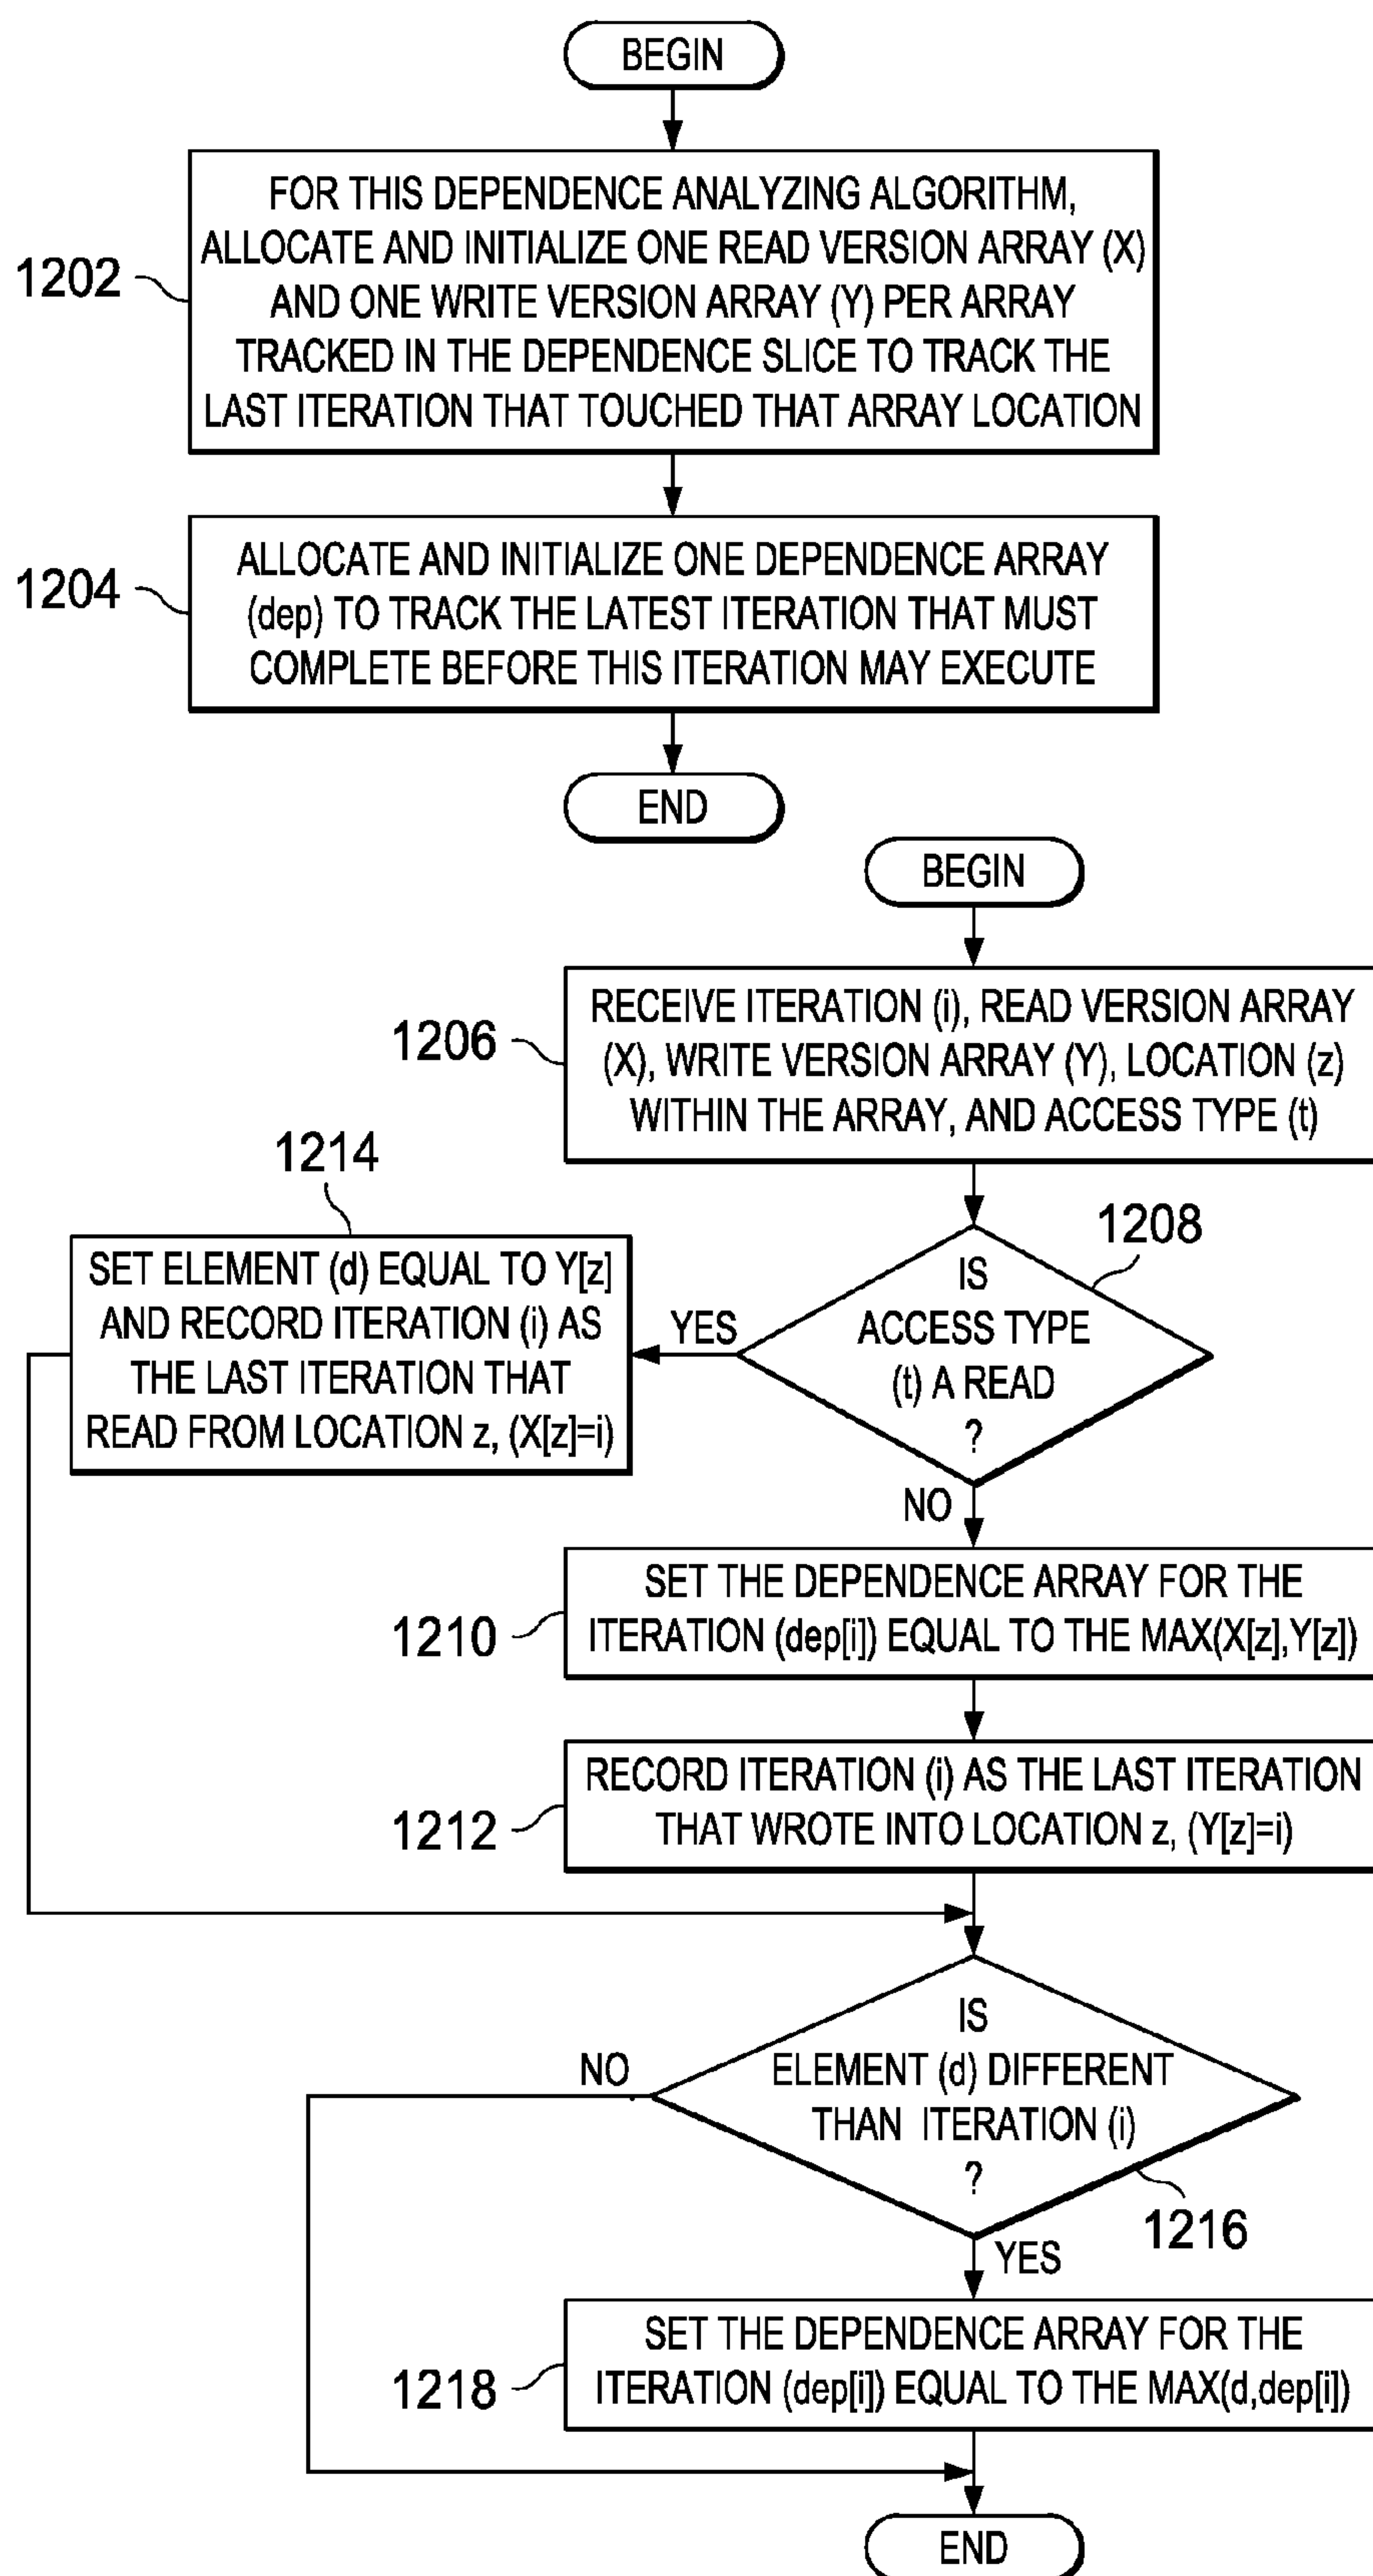 BEGIN
1202
FOR THIS DEPENDENCE ANALYZING ALGORITHM,
ALLOCATE AND INITIALIZE ONE READ VERSION ARRAY (X)
AND ONE WRITE VERSION ARRAY (Y) PER ARRAY
TRACKED IN THE DEPENDENCE SLICE TO TRACK THE
LAST ITERATION THAT TOUCHED THAT ARRAY LOCATION
1204
ALLOCATE AND INITIALIZE ONE DEPENDENCE ARRAY
(dep) TO TRACK THE LATEST ITERATION THAT MUST
COMPLETE BEFORE THIS ITERATION MAY EXECUTE
END
BEGIN
1206
RECEIVE ITERATION (i), READ VERSION ARRAY
(X), WRITE VERSION ARRAY (Y), LOCATION (z)
WITHIN THE ARRAY, AND ACCESS TYPE (t)
1208
IS
ACCESS TYPE
(t) A READ
?
YES
1214
SET ELEMENT (d) EQUAL TO Y[z]
AND RECORD ITERATION (i) AS
THE LAST ITERATION THAT
READ FROM LOCATION z, (X[z]=i)
NO
1210
SET THE DEPENDENCE ARRAY FOR THE
ITERATION (dep[i]) EQUAL TO THE MAX(X[z],Y[z])
1212
RECORD ITERATION (i) AS THE LAST ITERATION
THAT WROTE INTO LOCATION z, (Y[z]=i)
IS
ELEMENT (d) DIFFERENT
THAN ITERATION (i)
?
1216
NO
YES
1218
SET THE DEPENDENCE ARRAY FOR THE
ITERATION (dep[i]) EQUAL TO THE MAX(d,dep[i])
END